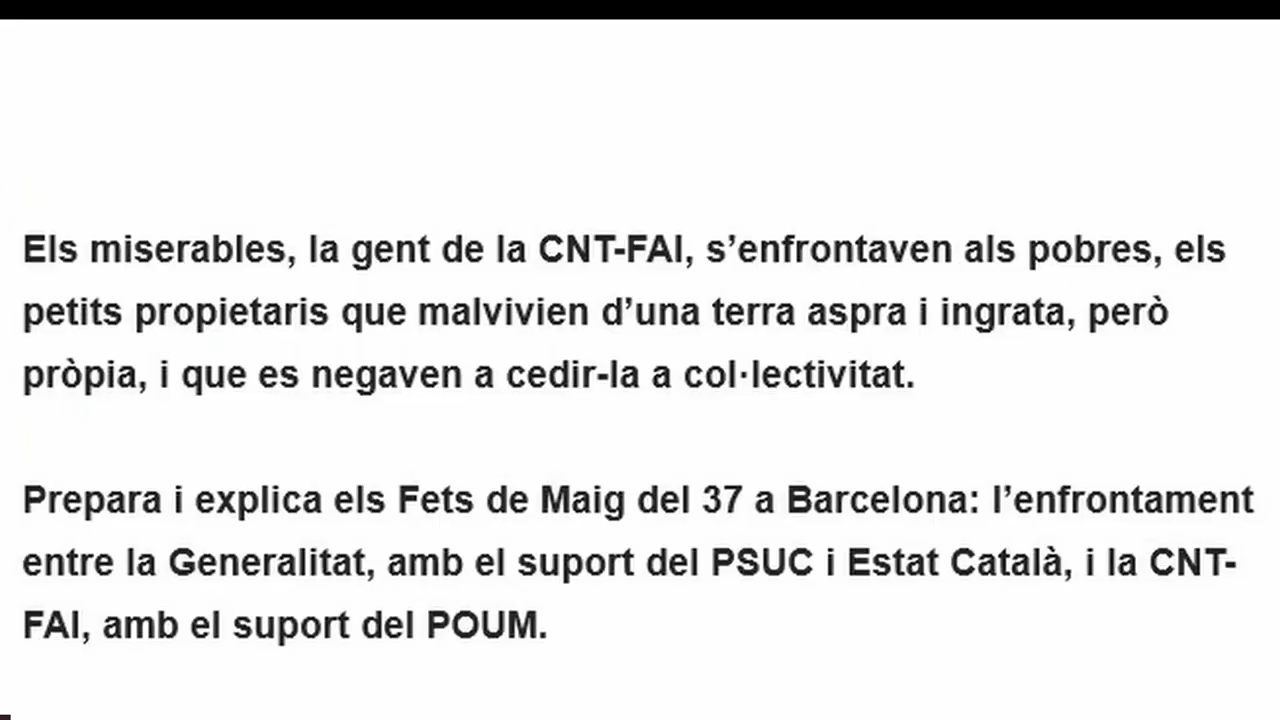 Els miserables, la gent de la CNT-FAI, s’enfrontaven als pobres, els
petits propietaris que malvivien d’una terra aspra i ingrata, però
pròpia, i que es negaven a cedir-la a col·lectivitat.
Prepara i explica els Fets de Maig del 37 a Barcelona: l’enfrontament
entre la Generalitat, amb el suport del PSUC i Estat Català, i la CNT-
FAI, amb el suport del POUM.